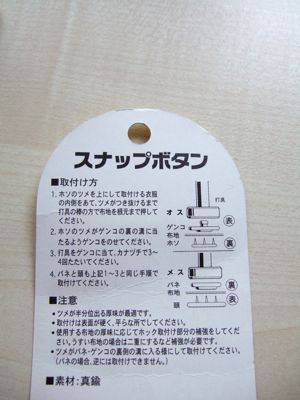 スナップボタン
■取付け方
1. ホソのツメを上にして取付ける衣服
の内側をあて、ツメがつき抜けるまで
打具の棒の方で布地を根元まで押して
ください。
2. ホソのツメがゲンコの裏の溝に当
たるようゲンコをのせてください。
3. 打具をゲンコに当て、カナヅチで3〜
4回たたいてください。
4. バネと頭も上記1〜3と同じ手順で
取付けてください。
打具
オス
ゲンコ
表
布地
ホソ
裏
メス
バネ
裏
布地
頭
表
■注意
・ツメが半分位出る厚味が最適です。
・取付けは表面が硬く、平らな所でしてください。
・使用する布地の厚味に応じてホック取付け部分の補強をしてくだ
さい。うすい布地の場合は二重にするなど補強が必要です。
・ツメがバネ・ゲンコの裏側の溝に入る様にして取付けてください。
(バネの場合、逆には取付けできません。)
■素材:真鍮